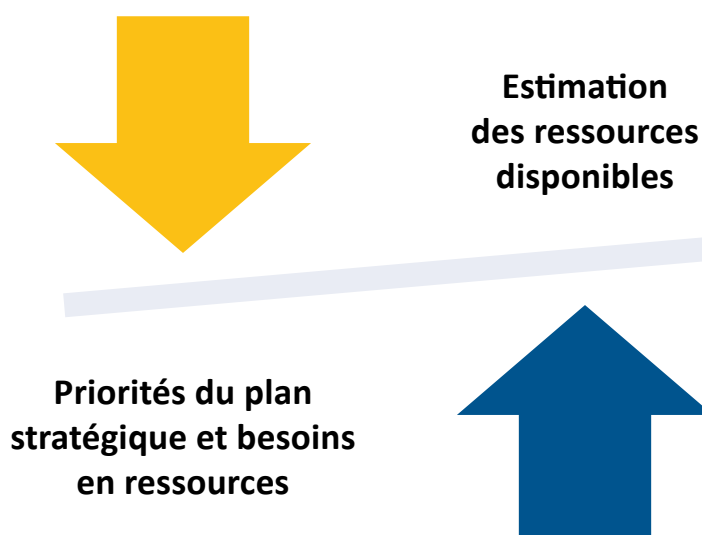 Estimation
des ressources
disponibles
Priorités du plan
stratégique et besoins
en ressources